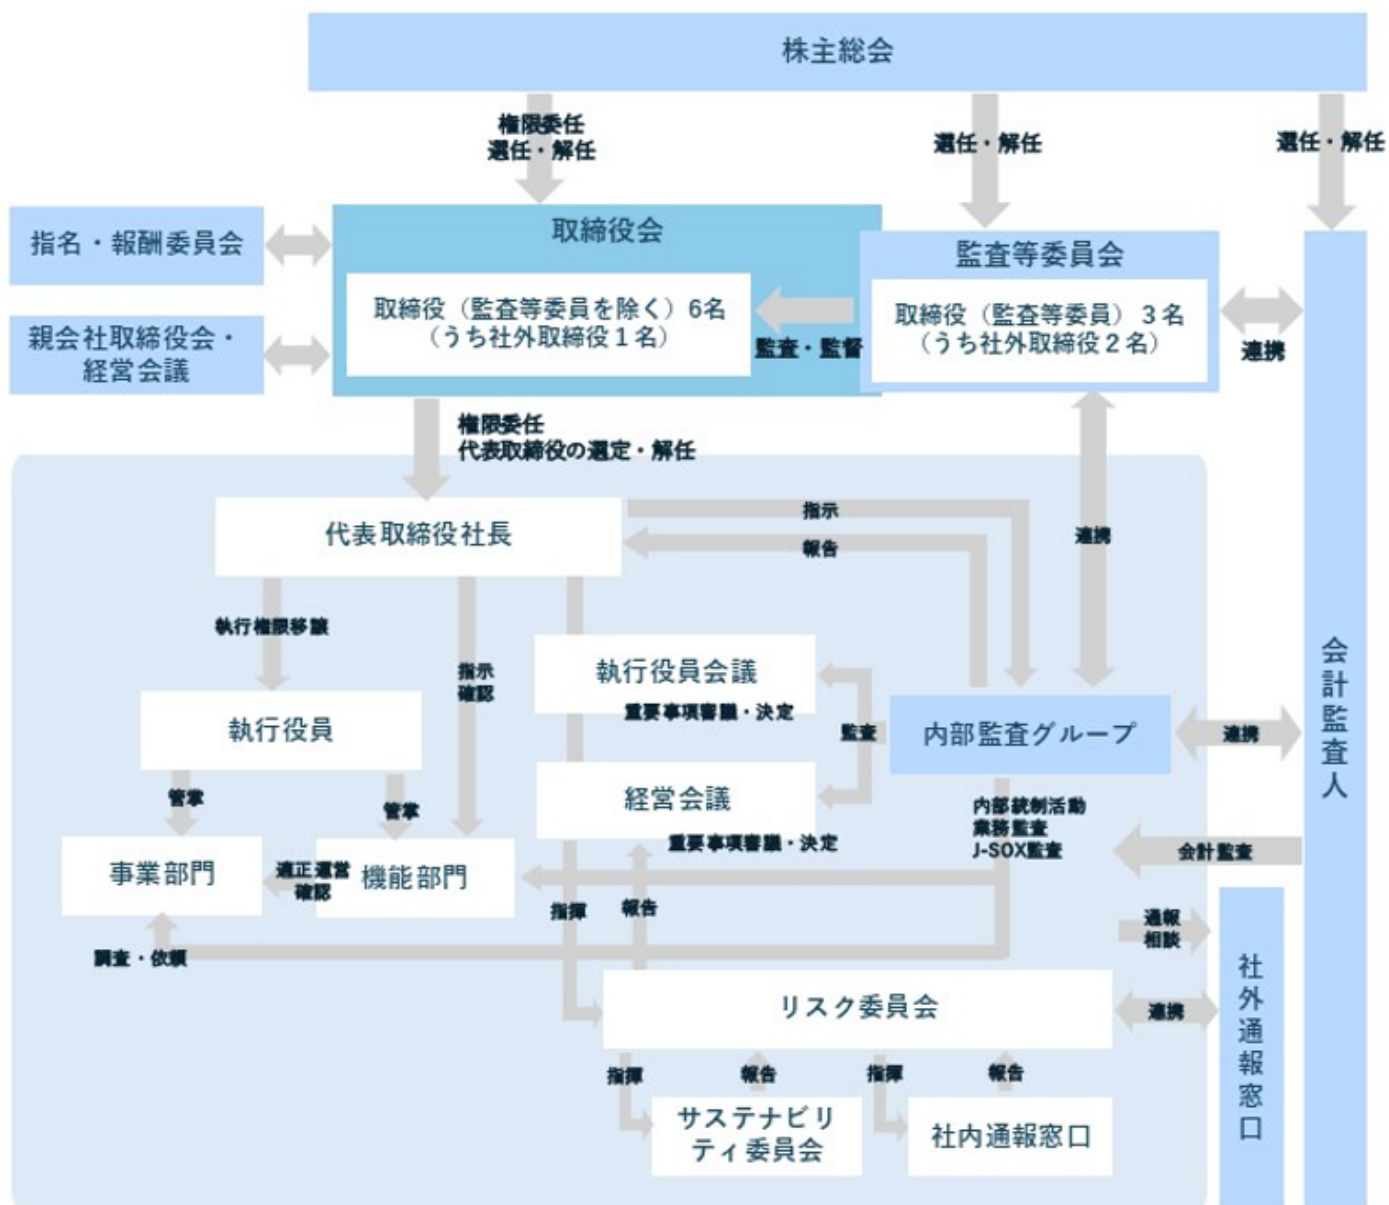 株主総会
権限委任
選任・解任
選任・解任
選任・解任
指名・報酬委員会
取締役会
取締役（監査等委員を除く）6名
（うち社外取締役１名）
監査・監督
監査等委員会
取締役（監査等委員）３名
（うち社外取締役２名）
連携
親会社取締役会・
経営会議
権限委任
代表取締役の選定・解任
代表取締役社長
指示
報告
連携
執行権限移譲
指示
確認
執行役員会議
重要事項審議・決定
執行役員
監査
内部監査グループ
連携
会計監査人
経営会議
重要事項審議・決定
管掌
管掌
内部統制活動
業務監査
J-SOX監査
会計監査
事業部門
適正運営
確認
機能部門
指揮
報告
通報
相談
調査・依頼
リスク委員会
連携
社外通報窓口
指揮
報告
指揮
報告
サステナビリ
ティ委員会
社内通報窓口